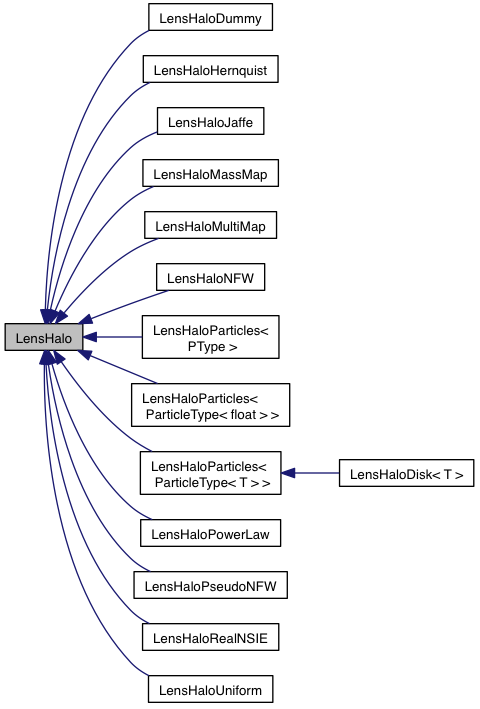 LensHaloDummy
LensHaloHernquist
LensHaloJaffe
LensHaloMassMap
LensHaloMultiMap
LensHaloNFW
LensHalo
LensHaloParticles<
PType >
LensHaloParticles<
ParticleType< float > >
LensHaloParticles<
ParticleType< T > >
LensHaloDisk< T >
LensHaloPowerLaw
LensHaloPseudoNFW
LensHaloRealNSIE
LensHaloUniform